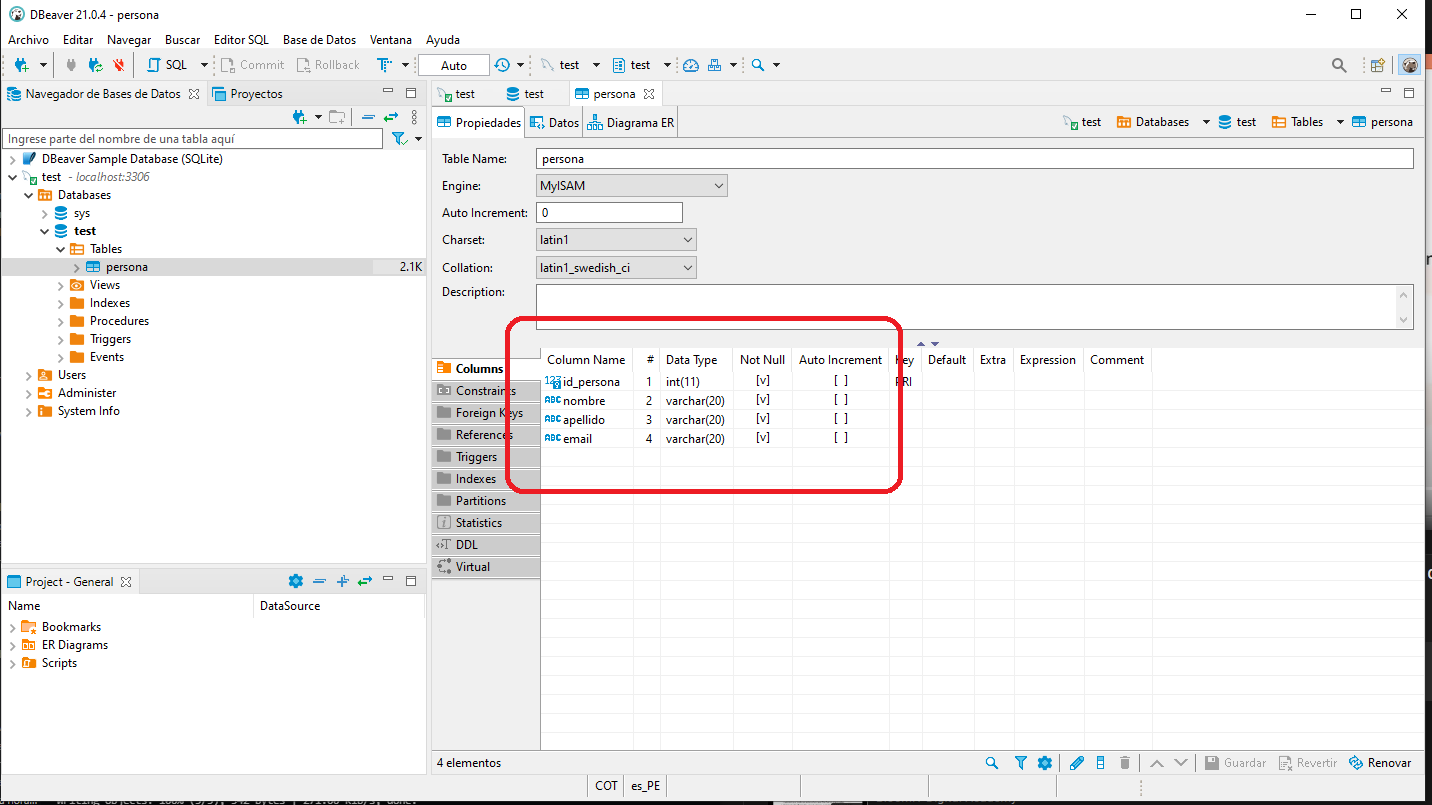 DBeaver 21.0.4 - persona
Archivo Editar Navegar Buscar Editor SQL Base de Datos Ventana Ayuda
SQL Commit Rollback Auto test test
Navegador de Bases de Datos Proyectos
Ingrese parte del nombre de una tabla aquí
DBeaver Sample Database (SQLite)
test - localhost:3306
Databases
sys
test
Tables
persona 2.1K
Views
Indexes
Procedures
Triggers
Events
Users
Administer
System Info
Project - General
Name DataSource
Bookmarks
ER Diagrams
Scripts
test test persona
Propiedades Datos Diagrama ER test Databases test Tables persona
Table Name: persona
Engine: MyISAM
Auto Increment: 0
Charset: latin1
Collation: latin1_swedish_ci
Description:
Columns
Constraints
Foreign Keys
References
Triggers
Indexes
Partitions
Statistics
DDL
Virtual
Column Name # Data Type Not Null Auto Increment Key Default Extra Expression Comment
123 id_persona 1 int(11) [v] [ ] PRI
ABC nombre 2 varchar(20) [v] [ ]
ABC apellido 3 varchar(20) [v] [ ]
ABC email 4 varchar(20) [v] [ ]
4 elementos Guardar Revertir Renovar
COT es_PE